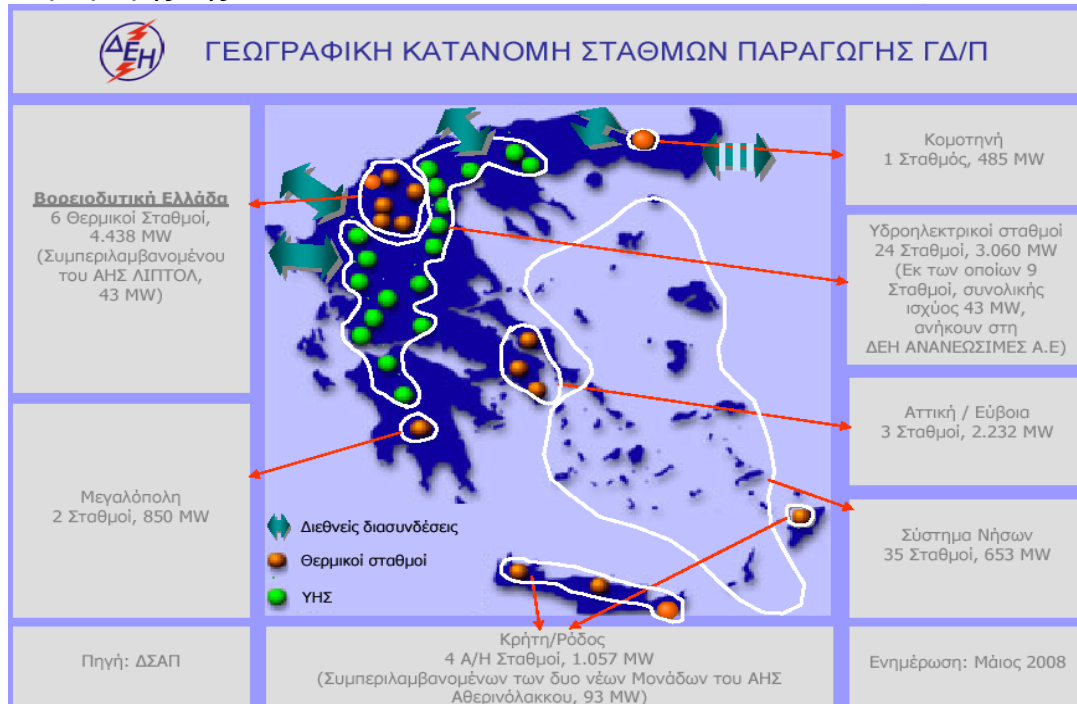 ΔΕΗ
ΓΕΩΓΡΑΦΙΚΗ ΚΑΤΑΝΟΜΗ ΣΤΑΘΜΩΝ ΠΑΡΑΓΩΓΗΣ ΓΔ/Π
Βορειοδυτική Ελλάδα
6 Θερμικοί Σταθμοί,
4.438 MW
(Συμπεριλαμβανομένου
του ΑΗΣ ΛΙΠΤΟΛ,
43 MW)
Μεγαλόπολη
2 Σταθμοί, 850 MW
Διεθνείς διασυνδέσεις
Θερμικοί σταθμοί
ΥΗΣ
Κομοτηνή
1 Σταθμός, 485 MW
Υδροηλεκτρικοί σταθμοί
24 Σταθμοί, 3.060 MW
(Εκ των οποίων 9
Σταθμοί, συνολικής
ισχύος 43 MW,
ανήκουν στη
ΔΕΗ ΑΝΑΝΕΩΣΙΜΕΣ Α.Ε)
Αττική / Εύβοια
3 Σταθμοί, 2.232 MW
Σύστημα Νήσων
35 Σταθμοί, 653 MW
Πηγή: ΔΣΑΠ
Κρήτη/Ρόδος
4 Α/Η Σταθμοί, 1.057 MW
(Συμπεριλαμβανομένων των δυο νέων Μονάδων του ΑΗΣ
Αθερινόλακκου, 93 MW)
Ενημέρωση: Μάιος 2008